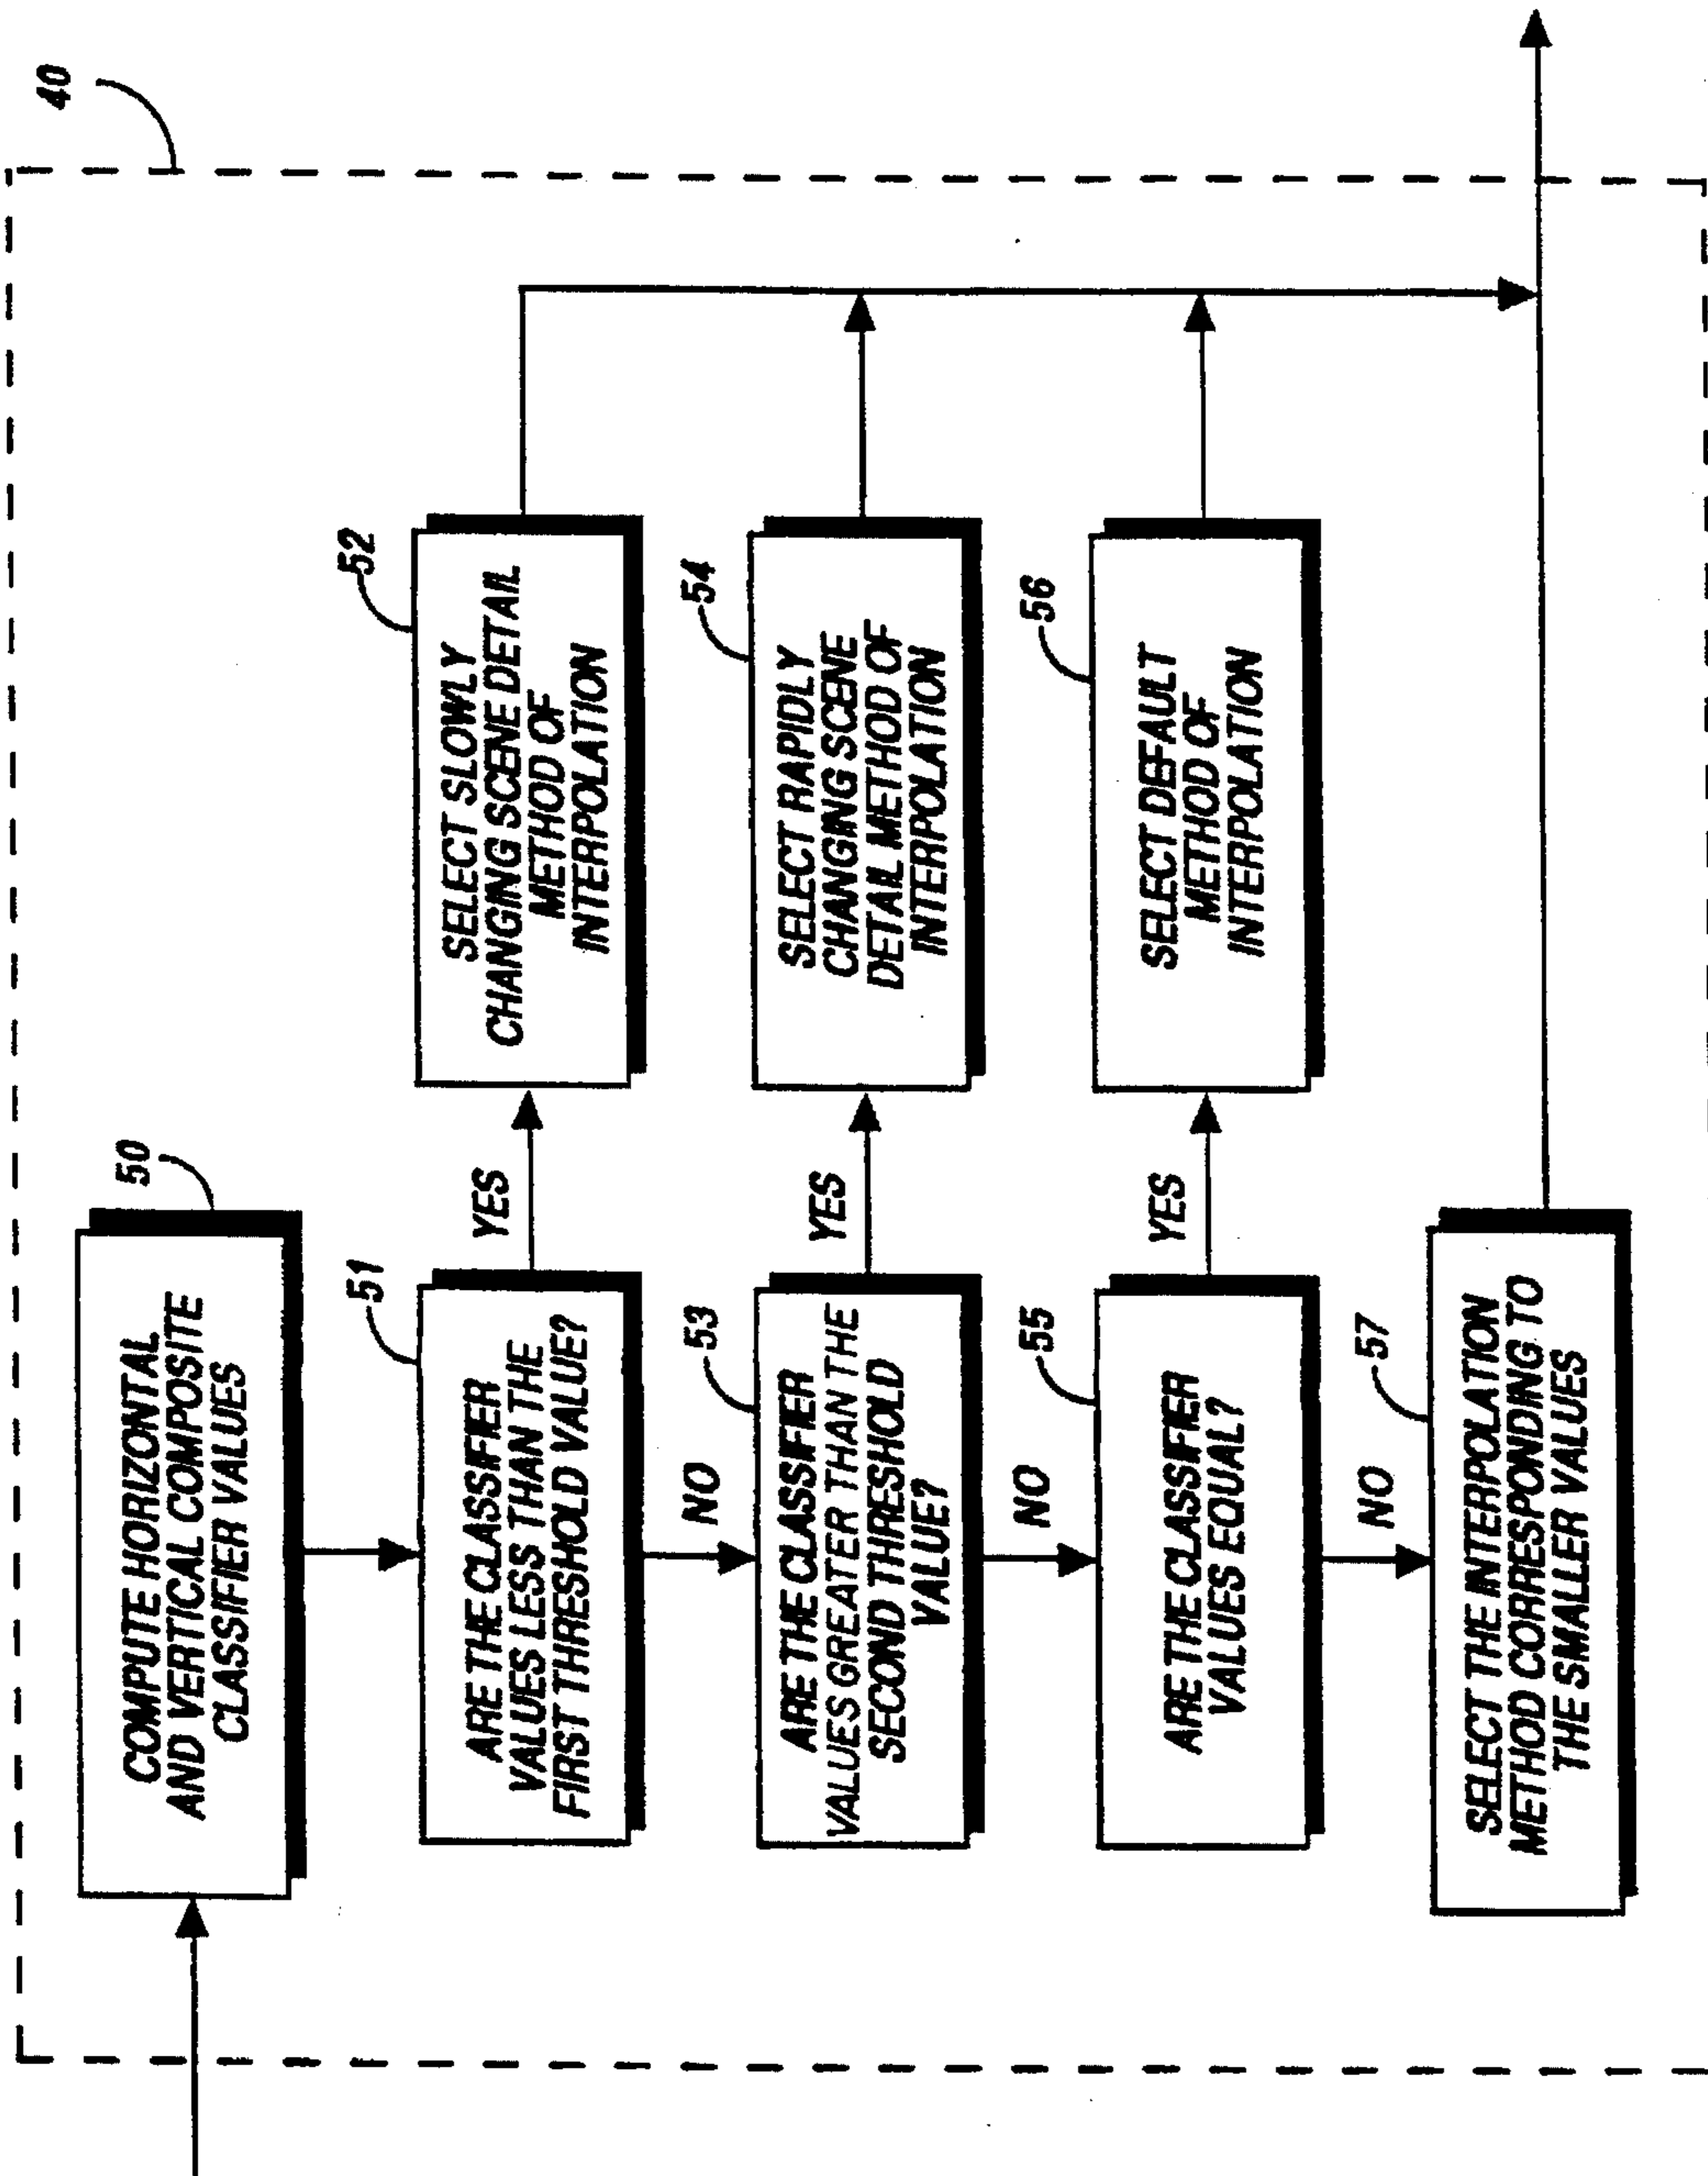 40
50
COMPUTE HORIZONTAL
AND VERTICAL COMPOSITE
CLASSIFIER VALUES
51
ARE THE CLASSIFIER
VALUES LESS THAN THE
FIRST THRESHOLD VALUE?
YES
52
SELECT SLOWLY
CHANGING SCENE DETAIL
METHOD OF
INTERPOLATION
NO
53
ARE THE CLASSIFIER
VALUES GREATER THAN THE
SECOND THRESHOLD
VALUE?
YES
54
SELECT RAPIDLY
CHANGING SCENE
DETAIL METHOD OF
INTERPOLATION
NO
55
ARE THE CLASSIFIER
VALUES EQUAL?
YES
56
SELECT DEFAULT
METHOD OF
INTERPOLATION
NO
57
SELECT THE INTERPOLATION
METHOD CORRESPONDING TO
THE SMALLER VALUES